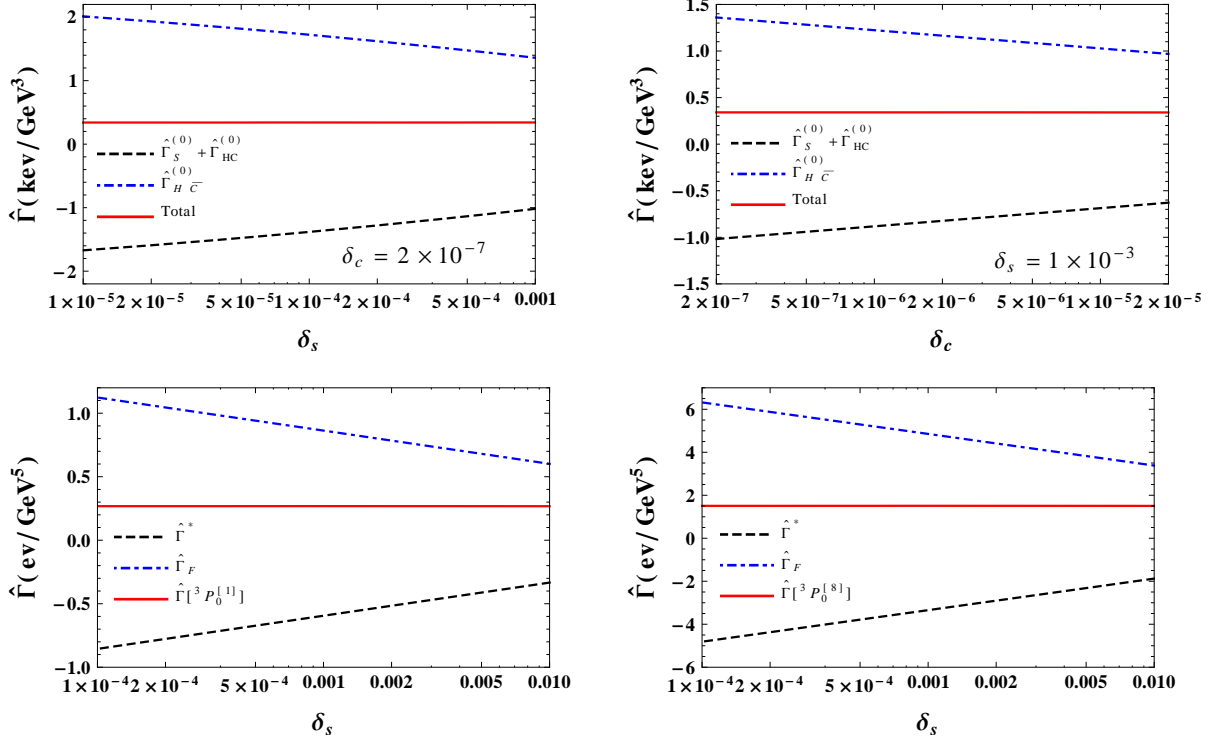 Γ̂ (kev/GeV³)
2
1
0
−1
−2
Γ̂_S^(0) + Γ̂_HC^(0)
Γ̂_{H C̅}^(0)
Total
δ_c = 2 × 10⁻⁷
1×10⁻⁵ 2×10⁻⁵ 5×10⁻⁵ 1×10⁻⁴ 2×10⁻⁴ 5×10⁻⁴ 0.001
δ_s
Γ̂ (kev/GeV³)
1.5
1.0
0.5
0.0
−0.5
−1.0
−1.5
Γ̂_S^(0) + Γ̂_HC^(0)
Γ̂_{H C̅}^(0)
Total
δ_s = 1 × 10⁻³
2×10⁻⁷ 5×10⁻⁷ 1×10⁻⁶ 2×10⁻⁶ 5×10⁻⁶ 1×10⁻⁵ 2×10⁻⁵
δ_c
Γ̂ (ev/GeV⁵)
1.0
0.5
0.0
−0.5
−1.0
Γ̂*
Γ̂_F
Γ̂[³P₀^[1]]
1×10⁻⁴ 2×10⁻⁴ 5×10⁻⁴ 0.001 0.002 0.005 0.010
δ_s
Γ̂ (ev/GeV⁵)
6
4
2
0
−2
−4
−6
Γ̂*
Γ̂_F
Γ̂[³P₀^[8]]
1×10⁻⁴ 2×10⁻⁴ 5×10⁻⁴ 0.001 0.002 0.005 0.010
δ_s